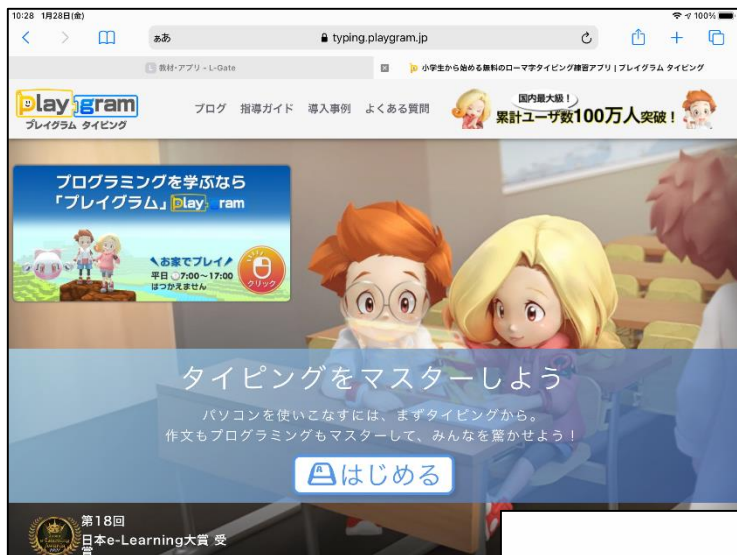 10:28 1月28日(金)
100%
ぁあ
typing.playgram.jp
教材・アプリ - L-Gate
小学生から始める無料のローマ字タイピング練習アプリ | プレイグラム タイピング
playgram
プレイグラム タイピング
ブログ 指導ガイド 導入事例 よくある質問
国内最大級！
累計ユーザ数100万人突破！
プログラミングを学ぶなら
「プレイグラム」playgram
お家でプレイ
平日 7:00〜17:00
はつかえません
クリック
タイピングをマスターしよう
パソコンを使いこなすには、まずタイピングから。
作文もプログラミングもマスターして、みんなを驚かせよう！
はじめる
第18回
日本e-Learning大賞 受
賞